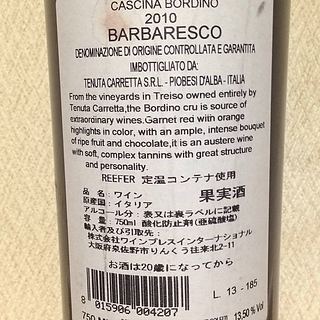 CASCINA BORDINO
2010
BARBARESCO
DENOMINAZIONE DI ORIGINE CONTROLLATA E GARANTITA
IMBOTTIGLIATO DA:
TENUTA CARRETTA S.R.L - PIOBESI D'ALBA - ITALIA
From the vineyards in Treiso owned by
Tenuta Carretta,the Bordino cru is source of
extraordinary wines.Garnet red with orange
highlights in color, with an ample, intense bouquet
of ripe fruit and chocolate,it is an austere wine
with soft, complex tannins with great structure
and personality.
REEFER 定温コンテナ使用
品名：ワイン 果実酒
原産国：イタリア
アルコール分：表又は裏ラベルに記載
容量：750ml 酸化防止剤(亜硫酸塩)
輸入者及び引取先：
株式会社ワインプレスインターナショナル
大阪府泉佐野市りんくう往来北2-11
お酒は20歳になってから
8 015906 004207
L. 13 - 185
750 13,50% Vol